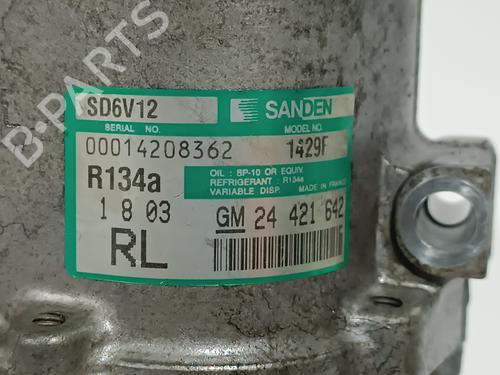 B-PARTS
SD6V12 SANDEN
SERIAL NO. MODEL NO.
00014208362 1429F
R134a OIL : SP-10 OR EQUIV.
REFRIGERANT : R134a
VARIABLE DISP. MADE IN FRANCE
1 8 03 GM 24 421 642
RL